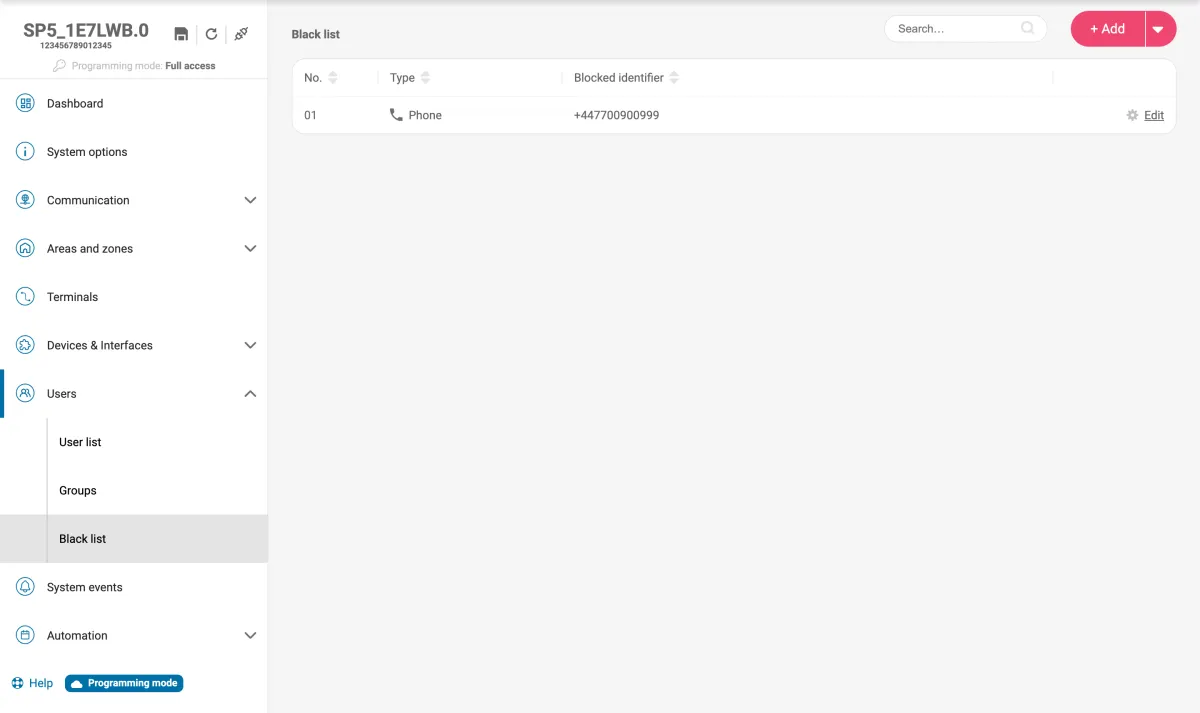 SP5_1E7LWB.0
123456789012345
Programming mode: Full access
Dashboard
System options
Communication
Areas and zones
Terminals
Devices & Interfaces
Users
User list
Groups
Black list
System events
Automation
Help
Programming mode
Black list
Search...
+ Add
No. Type Blocked identifier
01 Phone +447700900999 Edit